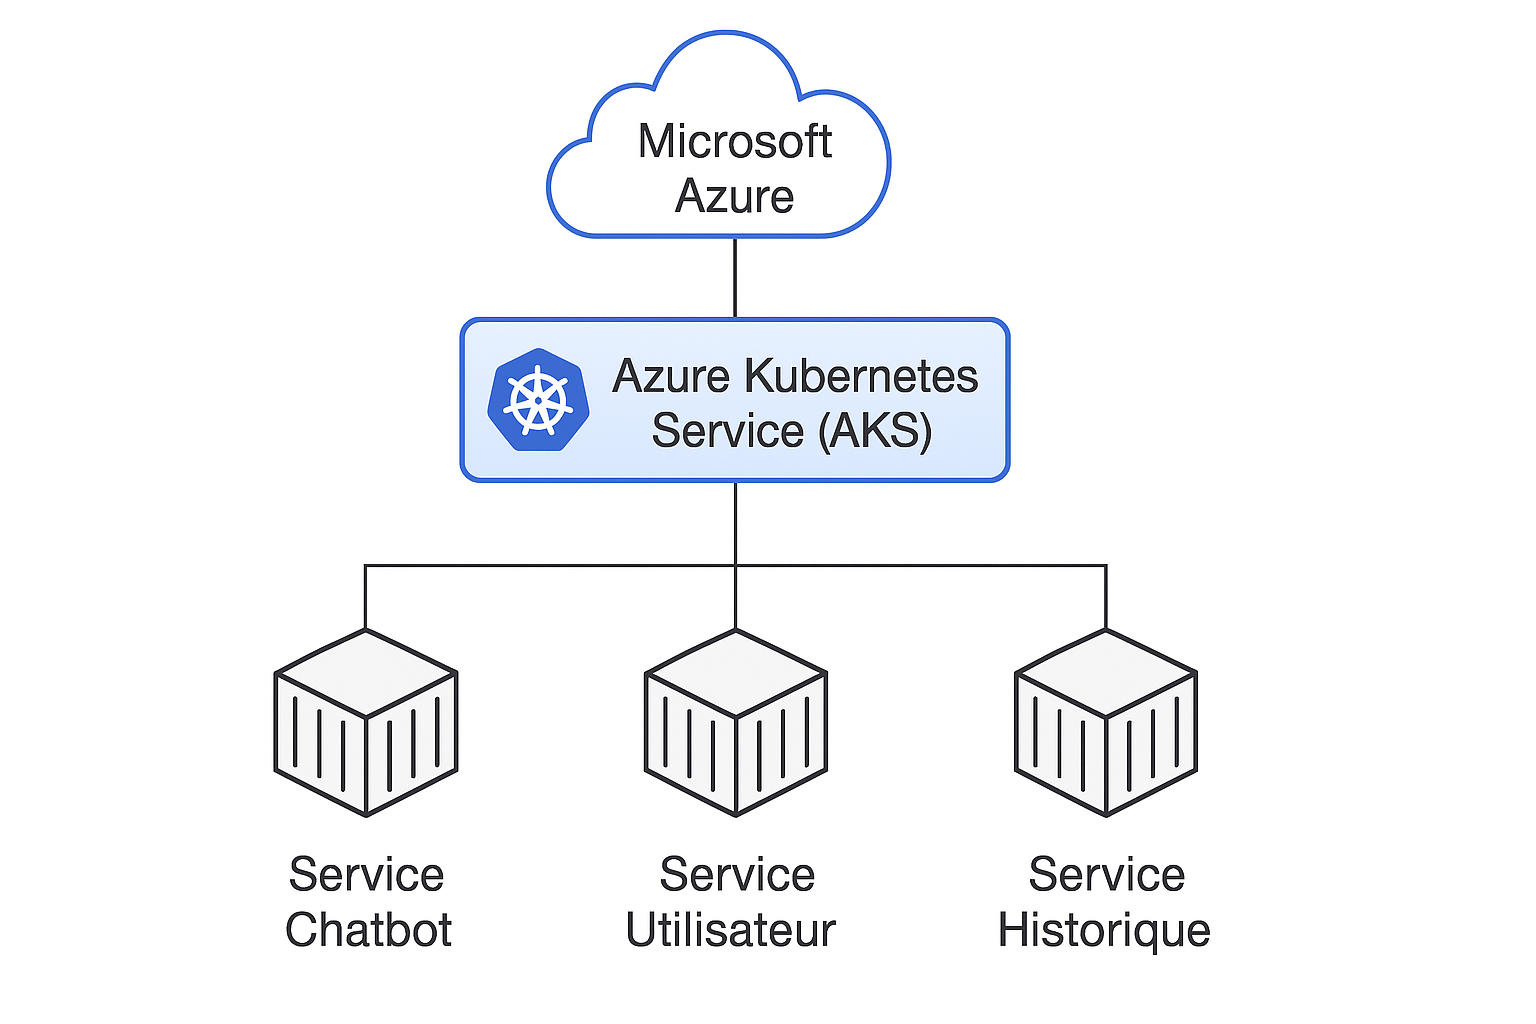 Microsoft
Azure
Azure Kubernetes
Service (AKS)
Service
Chatbot
Service
Utilisateur
Service
Historique